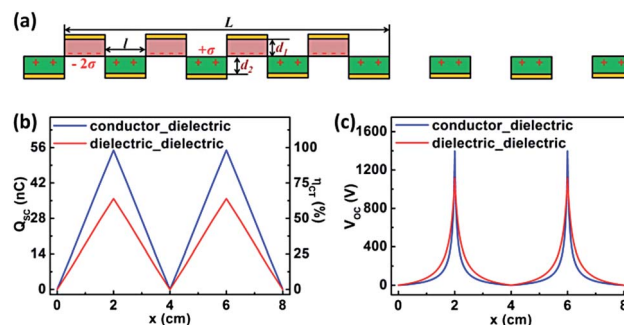 (a)
L
l
d₁
+σ
- 2σ
+ + + + + + + + + + + + + + + +
d₂
(b)
conductor_dielectric
dielectric_dielectric
Q_SC (nC)
56
42
28
14
0
η_CT (%)
100
75
50
25
0
0 2 4 6 8
x (cm)
(c)
conductor_dielectric
dielectric_dielectric
V_OC (V)
1600
1200
800
400
0
0 2 4 6 8
x (cm)